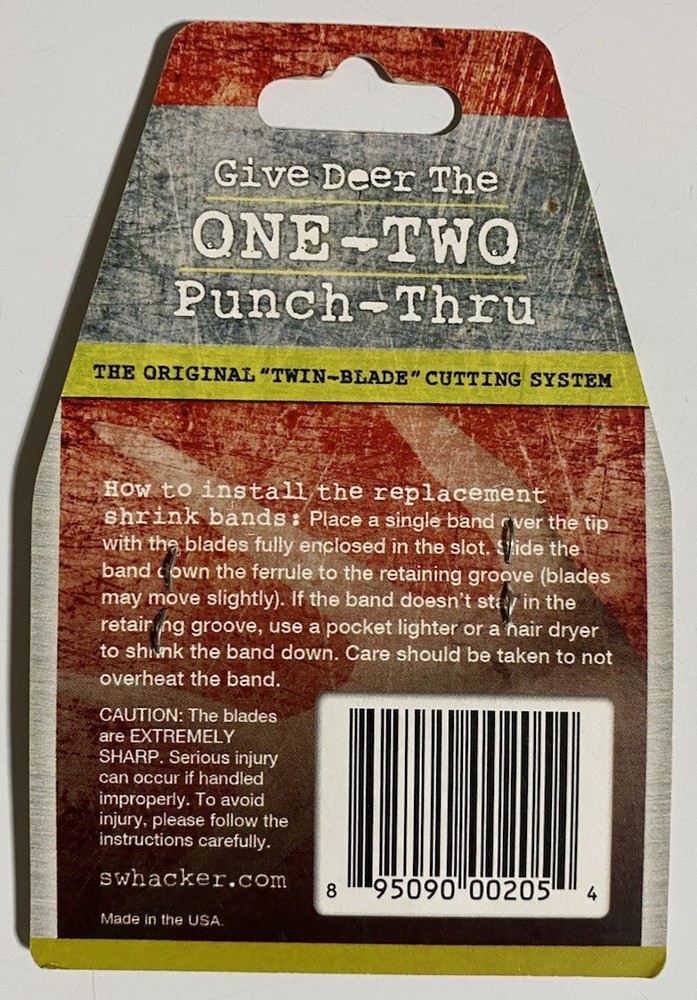 Give Deer The
ONE-TWO
Punch-Thru
THE ORIGINAL "TWIN-BLADE" CUTTING SYSTEM
How to install the replacement
shrink bands: Place a single band over the tip
with the blades fully enclosed in the slot. Slide the
band down the ferrule to the retaining groove (blades
may move slightly). If the band doesn't stay in the
retaining groove, use a pocket lighter or a hair dryer
to shrink the band down. Care should be taken to not
overheat the band.
CAUTION: The blades
are EXTREMELY
SHARP. Serious injury
can occur if handled
improperly. To avoid
injury, please follow the
instructions carefully.
swhacker.com
Made in the USA.
8 95090 00205 4